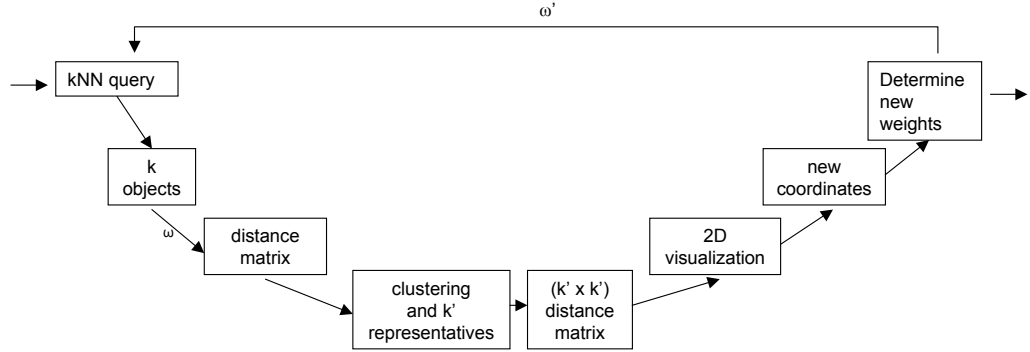 ω’
kNN query
k
objects
ω
distance
matrix
clustering
and k’
representatives
(k’ x k’)
distance
matrix
2D
visualization
new
coordinates
Determine
new
weights